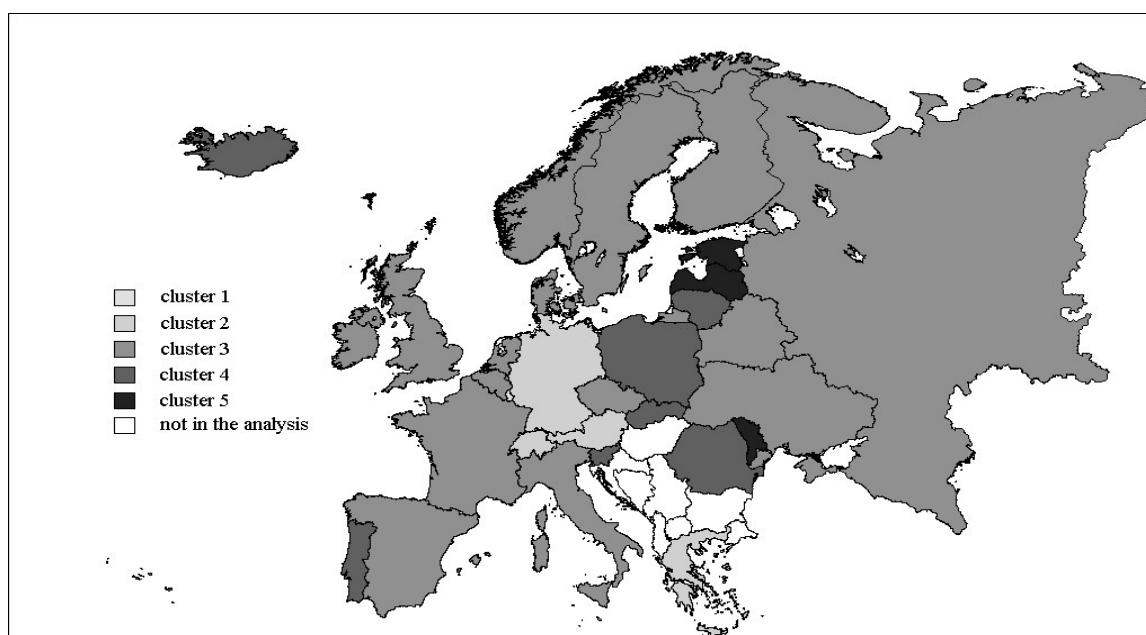 cluster 1
cluster 2
cluster 3
cluster 4
cluster 5
not in the analysis